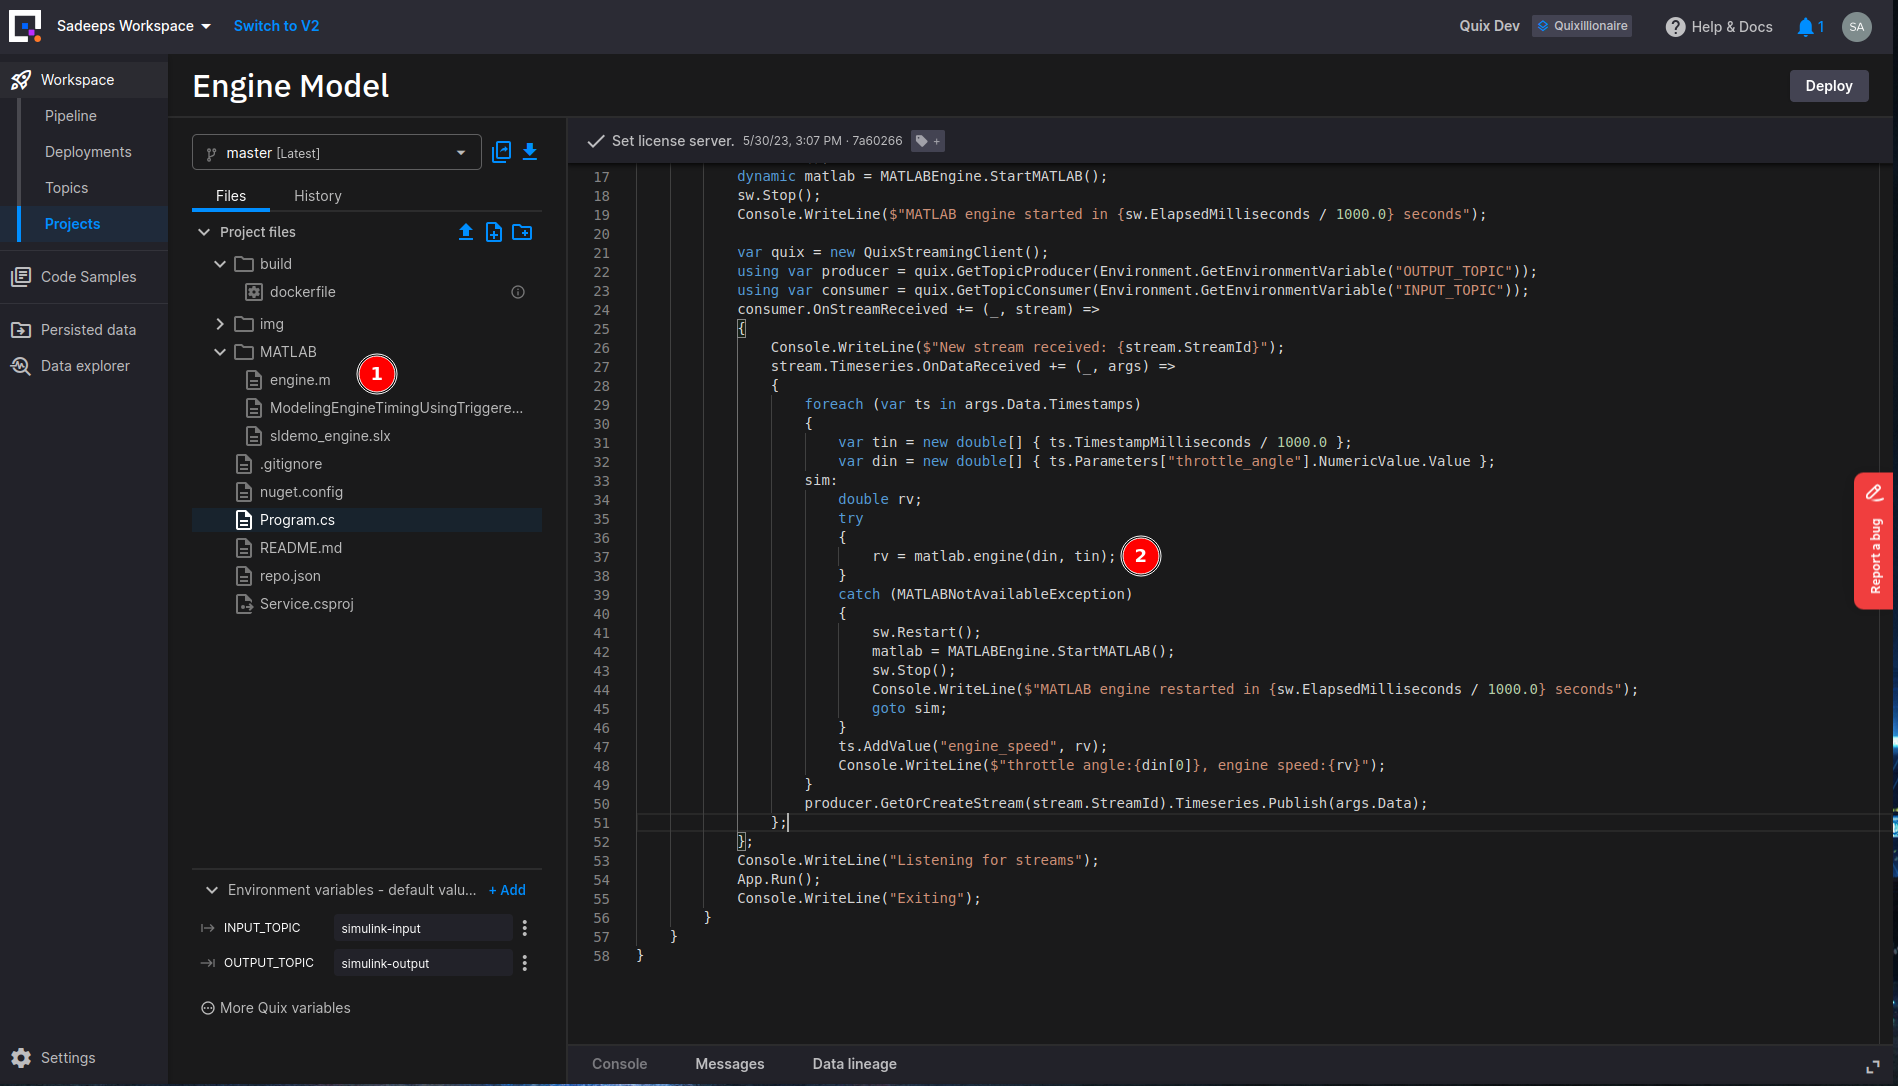 Sadeeps Workspace
Switch to V2
Quix Dev
Quixillionaire
Help & Docs
1
SA
Workspace
Pipeline
Deployments
Topics
Projects
Code Samples
Persisted data
Data explorer
Settings
Engine Model
Deploy
master [Latest]
Files
History
Project files
build
dockerfile
img
MATLAB
engine.m
1
ModelingEngineTimingUsingTriggere...
sldemo_engine.slx
.gitignore
nuget.config
Program.cs
README.md
repo.json
Service.csproj
Environment variables - default valu...
+ Add
INPUT_TOPIC simulink-input
OUTPUT_TOPIC simulink-output
More Quix variables
Set license server. 5/30/23, 3:07 PM · 7a60266
+
17 dynamic matlab = MATLABEngine.StartMATLAB();
18 sw.Stop();
19 Console.WriteLine($"MATLAB engine started in {sw.ElapsedMilliseconds / 1000.0} seconds");
20
21 var quix = new QuixStreamingClient();
22 using var producer = quix.GetTopicProducer(Environment.GetEnvironmentVariable("OUTPUT_TOPIC"));
23 using var consumer = quix.GetTopicConsumer(Environment.GetEnvironmentVariable("INPUT_TOPIC"));
24 consumer.OnStreamReceived += (_, stream) =>
25 {
26 Console.WriteLine($"New stream received: {stream.StreamId}");
27 stream.Timeseries.OnDataReceived += (_, args) =>
28 {
29 foreach (var ts in args.Data.Timestamps)
30 {
31 var tin = new double[] { ts.TimestampMilliseconds / 1000.0 };
32 var din = new double[] { ts.Parameters["throttle_angle"].NumericValue.Value };
33 sim:
34 double rv;
35 try
36 {
37 rv = matlab.engine(din, tin);
2
38 }
39 catch (MATLABNotAvailableException)
40 {
41 sw.Restart();
42 matlab = MATLABEngine.StartMATLAB();
43 sw.Stop();
44 Console.WriteLine($"MATLAB engine restarted in {sw.ElapsedMilliseconds / 1000.0} seconds");
45 goto sim;
46 }
47 ts.AddValue("engine_speed", rv);
48 Console.WriteLine($"throttle angle:{din[0]}, engine speed:{rv}");
49 }
50 producer.GetOrCreateStream(stream.StreamId).Timeseries.Publish(args.Data);
51 };
52 };
53 Console.WriteLine("Listening for streams");
54 App.Run();
55 Console.WriteLine("Exiting");
56 }
57 }
58 }
Report a bug
Console
Messages
Data lineage